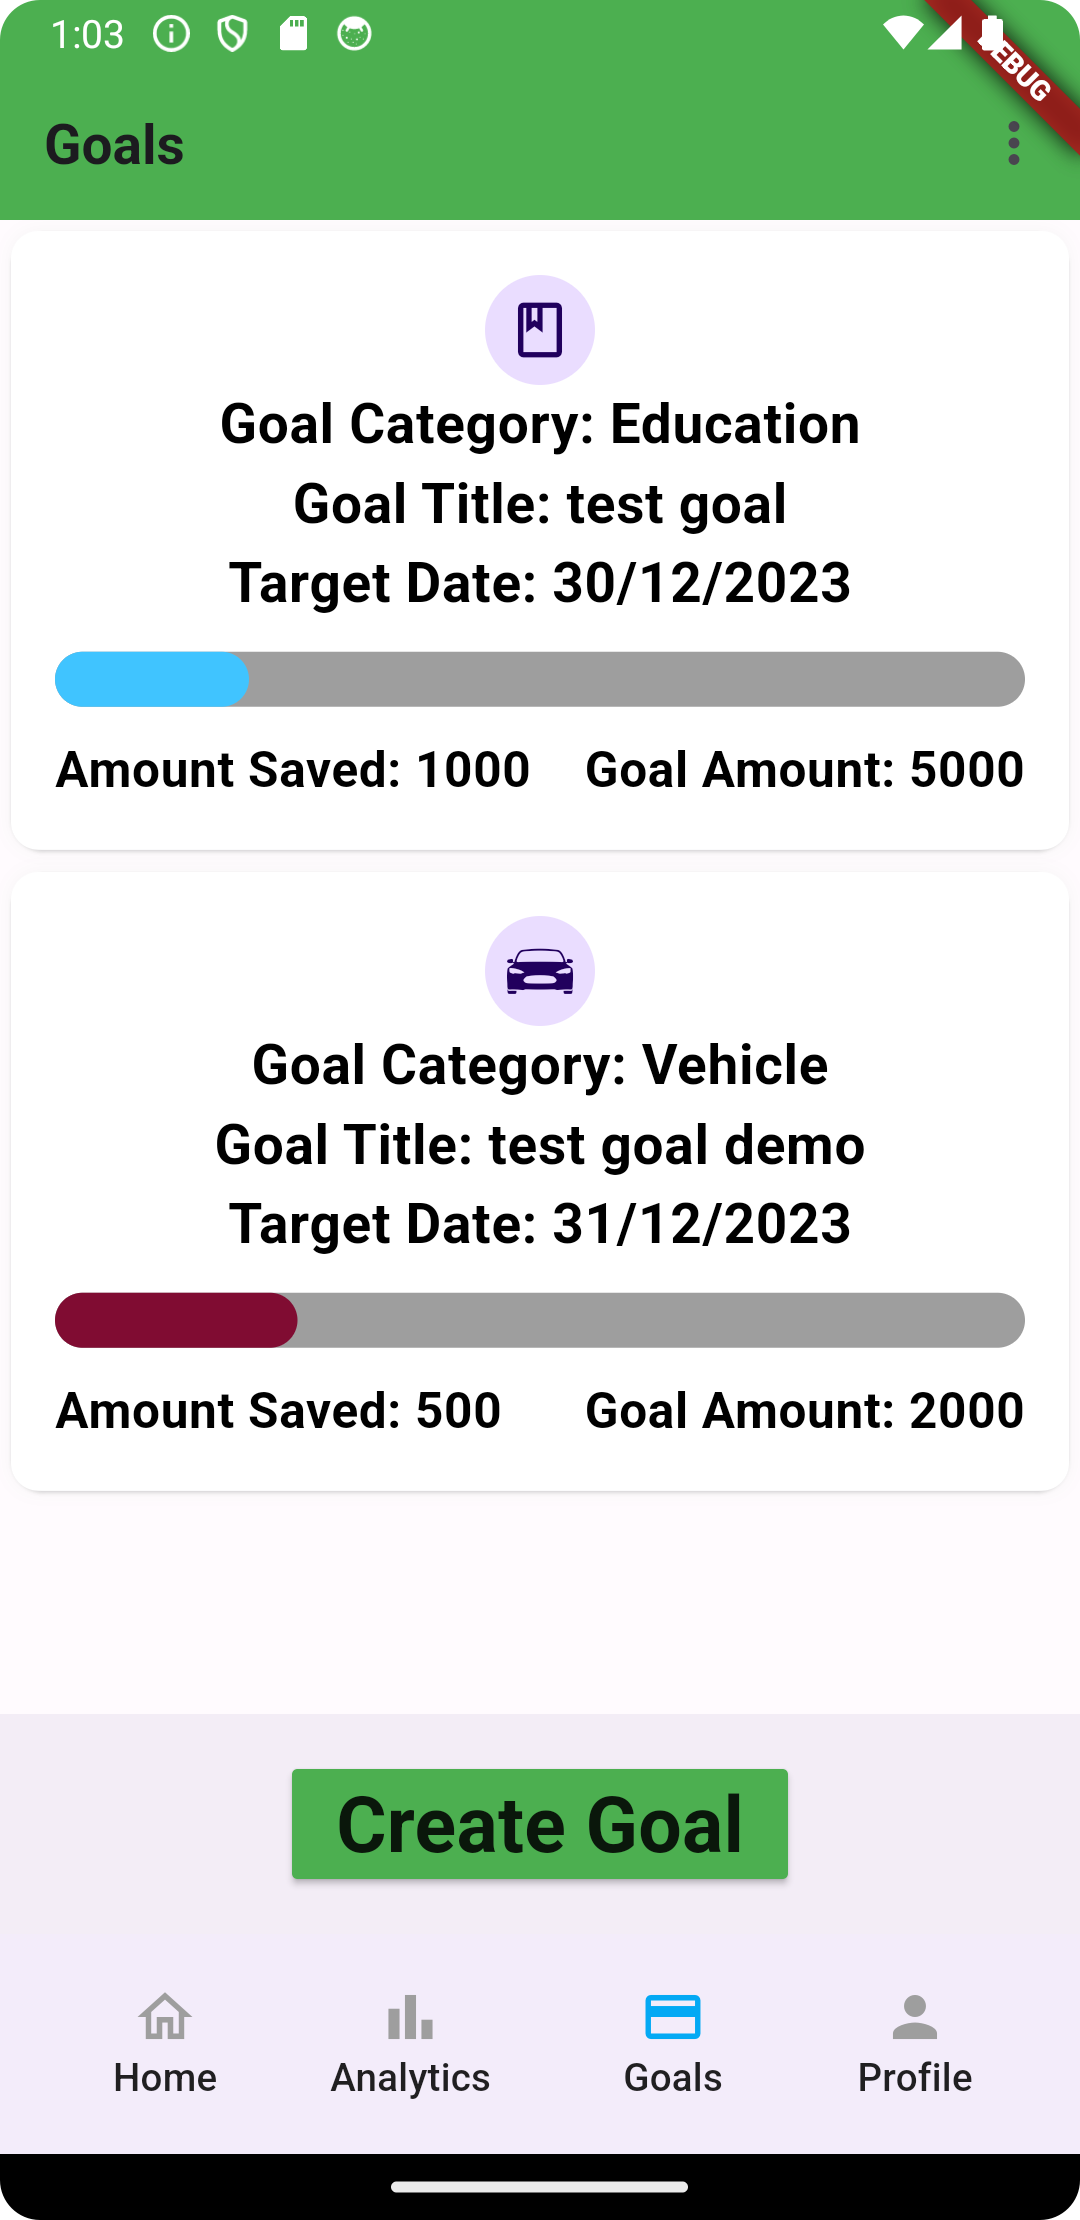 1:03
DEBUG
Goals
Goal Category: Education
Goal Title: test goal
Target Date: 30/12/2023
Amount Saved: 1000 Goal Amount: 5000
Goal Category: Vehicle
Goal Title: test goal demo
Target Date: 31/12/2023
Amount Saved: 500 Goal Amount: 2000
Create Goal
Home Analytics Goals Profile